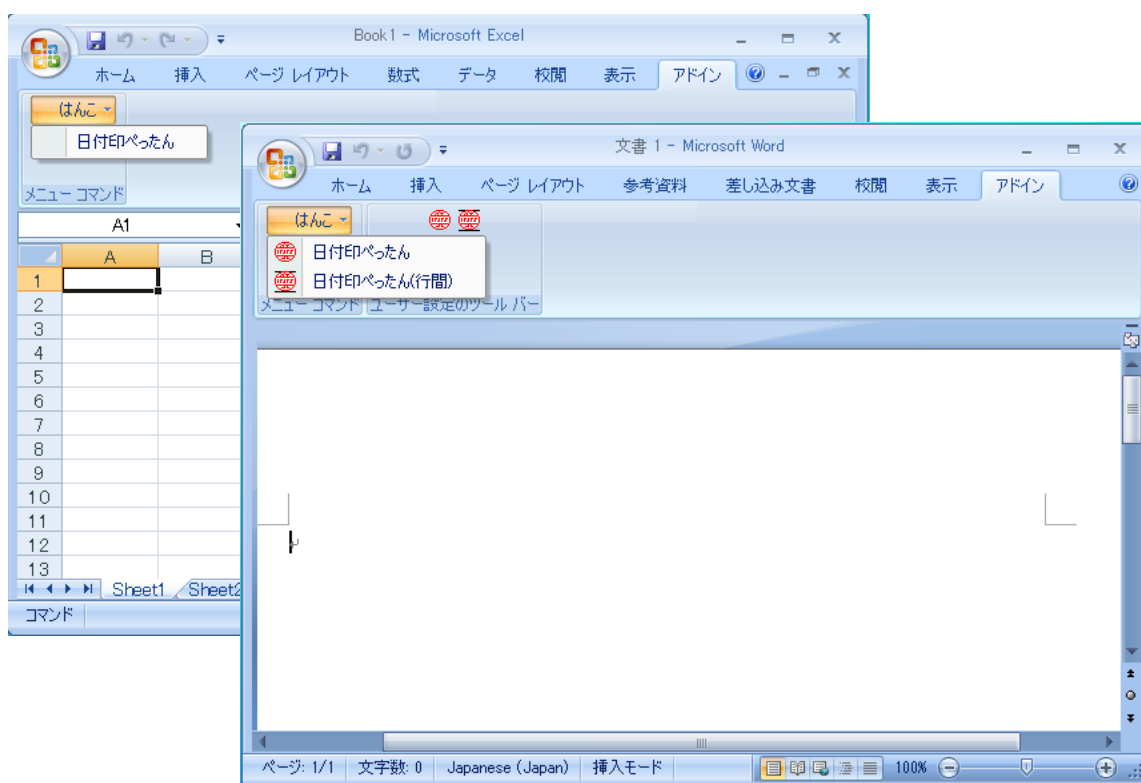 Book1 - Microsoft Excel
ホーム 挿入 ページ レイアウト 数式 データ 校閲 表示 アドイン
はんこ
日付印ぺったん
メニュー コマンド
A1
A B
1
2
3
4
5
6
7
8
9
10
11
12
13
Sheet1 Sheet2
コマンド
文書 1 - Microsoft Word
ホーム 挿入 ページ レイアウト 参考資料 差し込み文書 校閲 表示 アドイン
はんこ
日付印ぺったん
日付印ぺったん(行間)
メニュー コマンド ユーザー設定のツール バー
ページ: 1/1 文字数: 0 Japanese (Japan) 挿入モード 100%